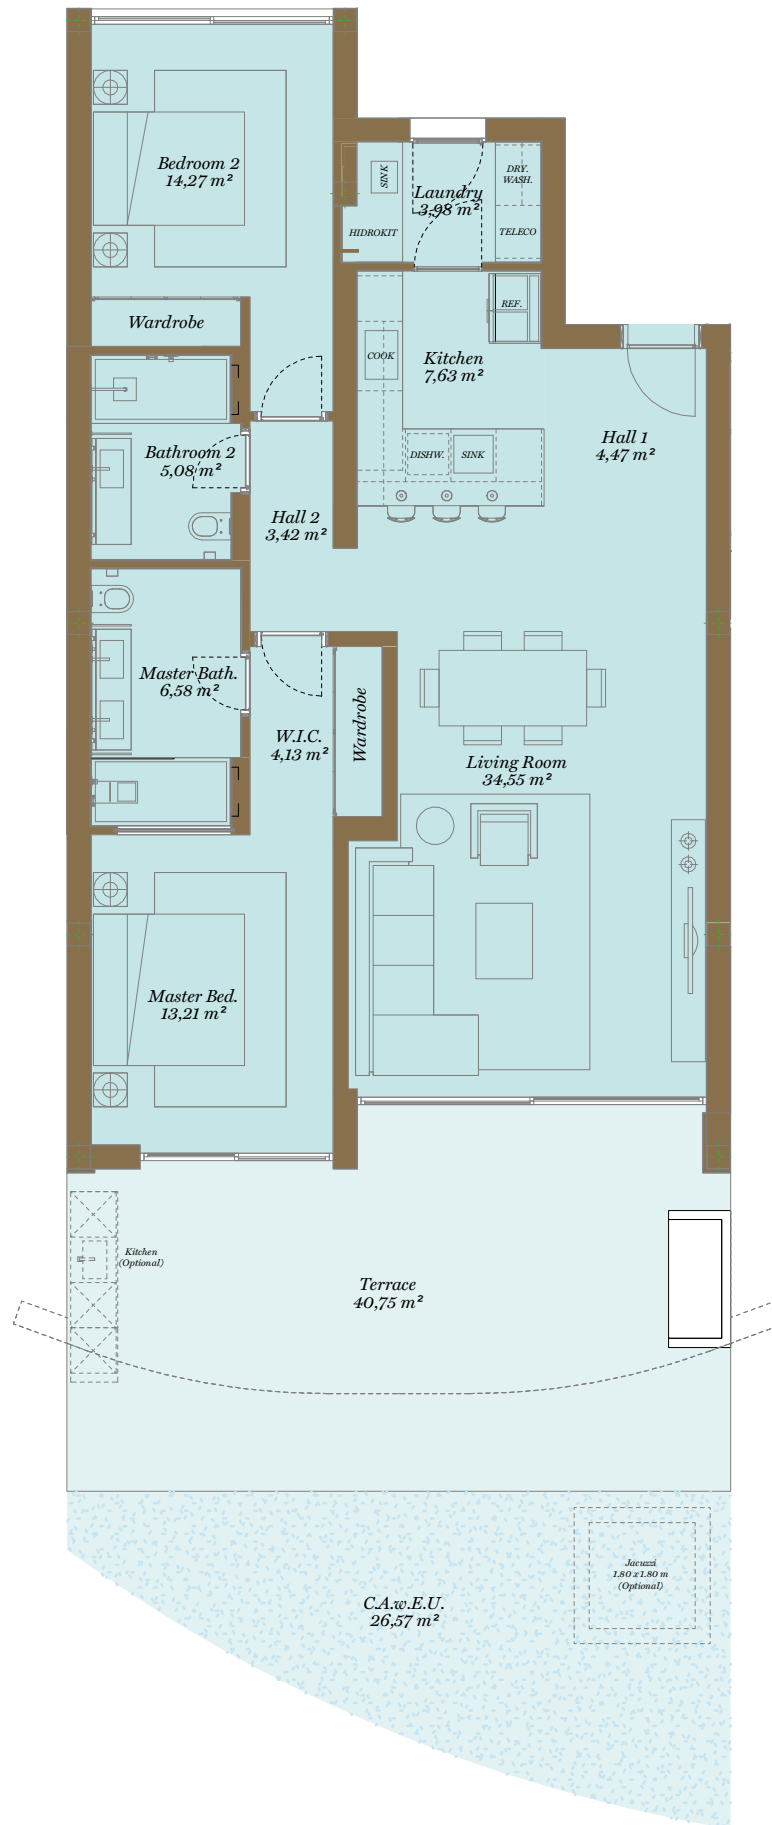 Bedroom 2
14,27 m²
SINK
DRY.
WASH.
Laundry
3,98 m²
HIDROKIT
TELECO
Wardrobe
REF.
COOK
Kitchen
7,63 m²
Hall 1
4,47 m²
Bathroom 2
5,08 m²
DISHW.
SINK
Hall 2
3,42 m²
Master Bath.
6,58 m²
W.I.C.
4,13 m²
Wardrobe
Living Room
34,55 m²
Master Bed.
13,21 m²
Kitchen
(Optional)
Terrace
40,75 m²
Jacuzzi
1.80 x 1.80 m
(Optional)
C.A.w.E.U.
26,57 m²